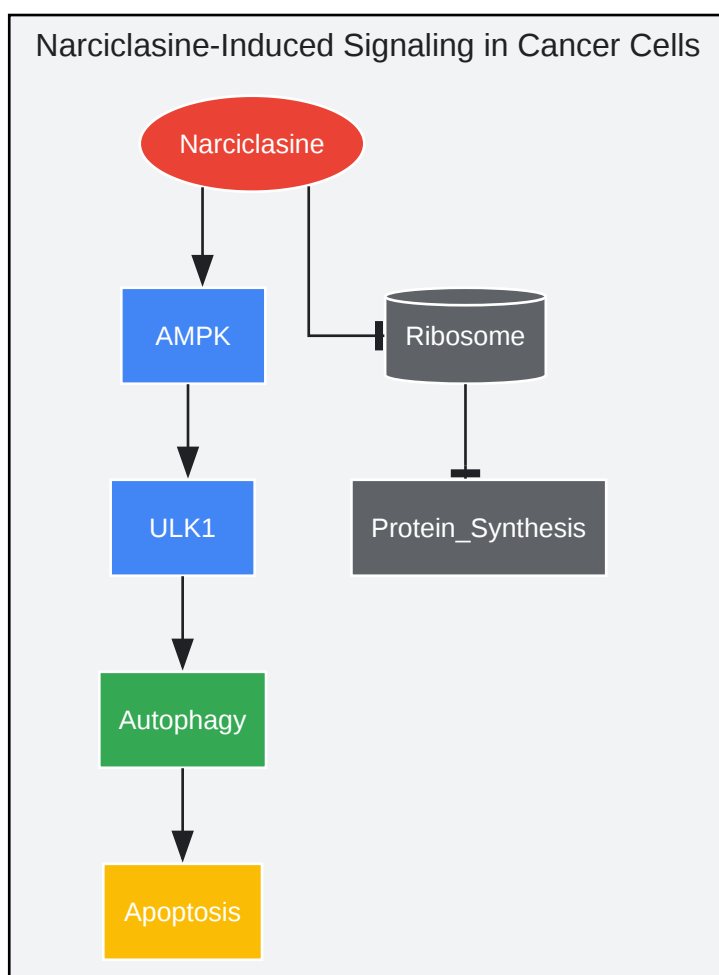 Narciclasine-Induced Signaling in Cancer Cells
Narciclasine
AMPK
Ribosome
ULK1
Protein_Synthesis
Autophagy
Apoptosis